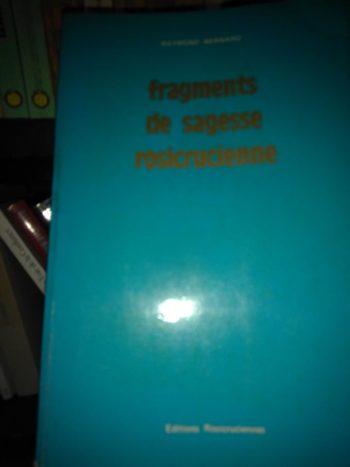 RAYMOND BERNARD
fragments
de sagesse
rosicrucienne
Editions Rosicruciennes